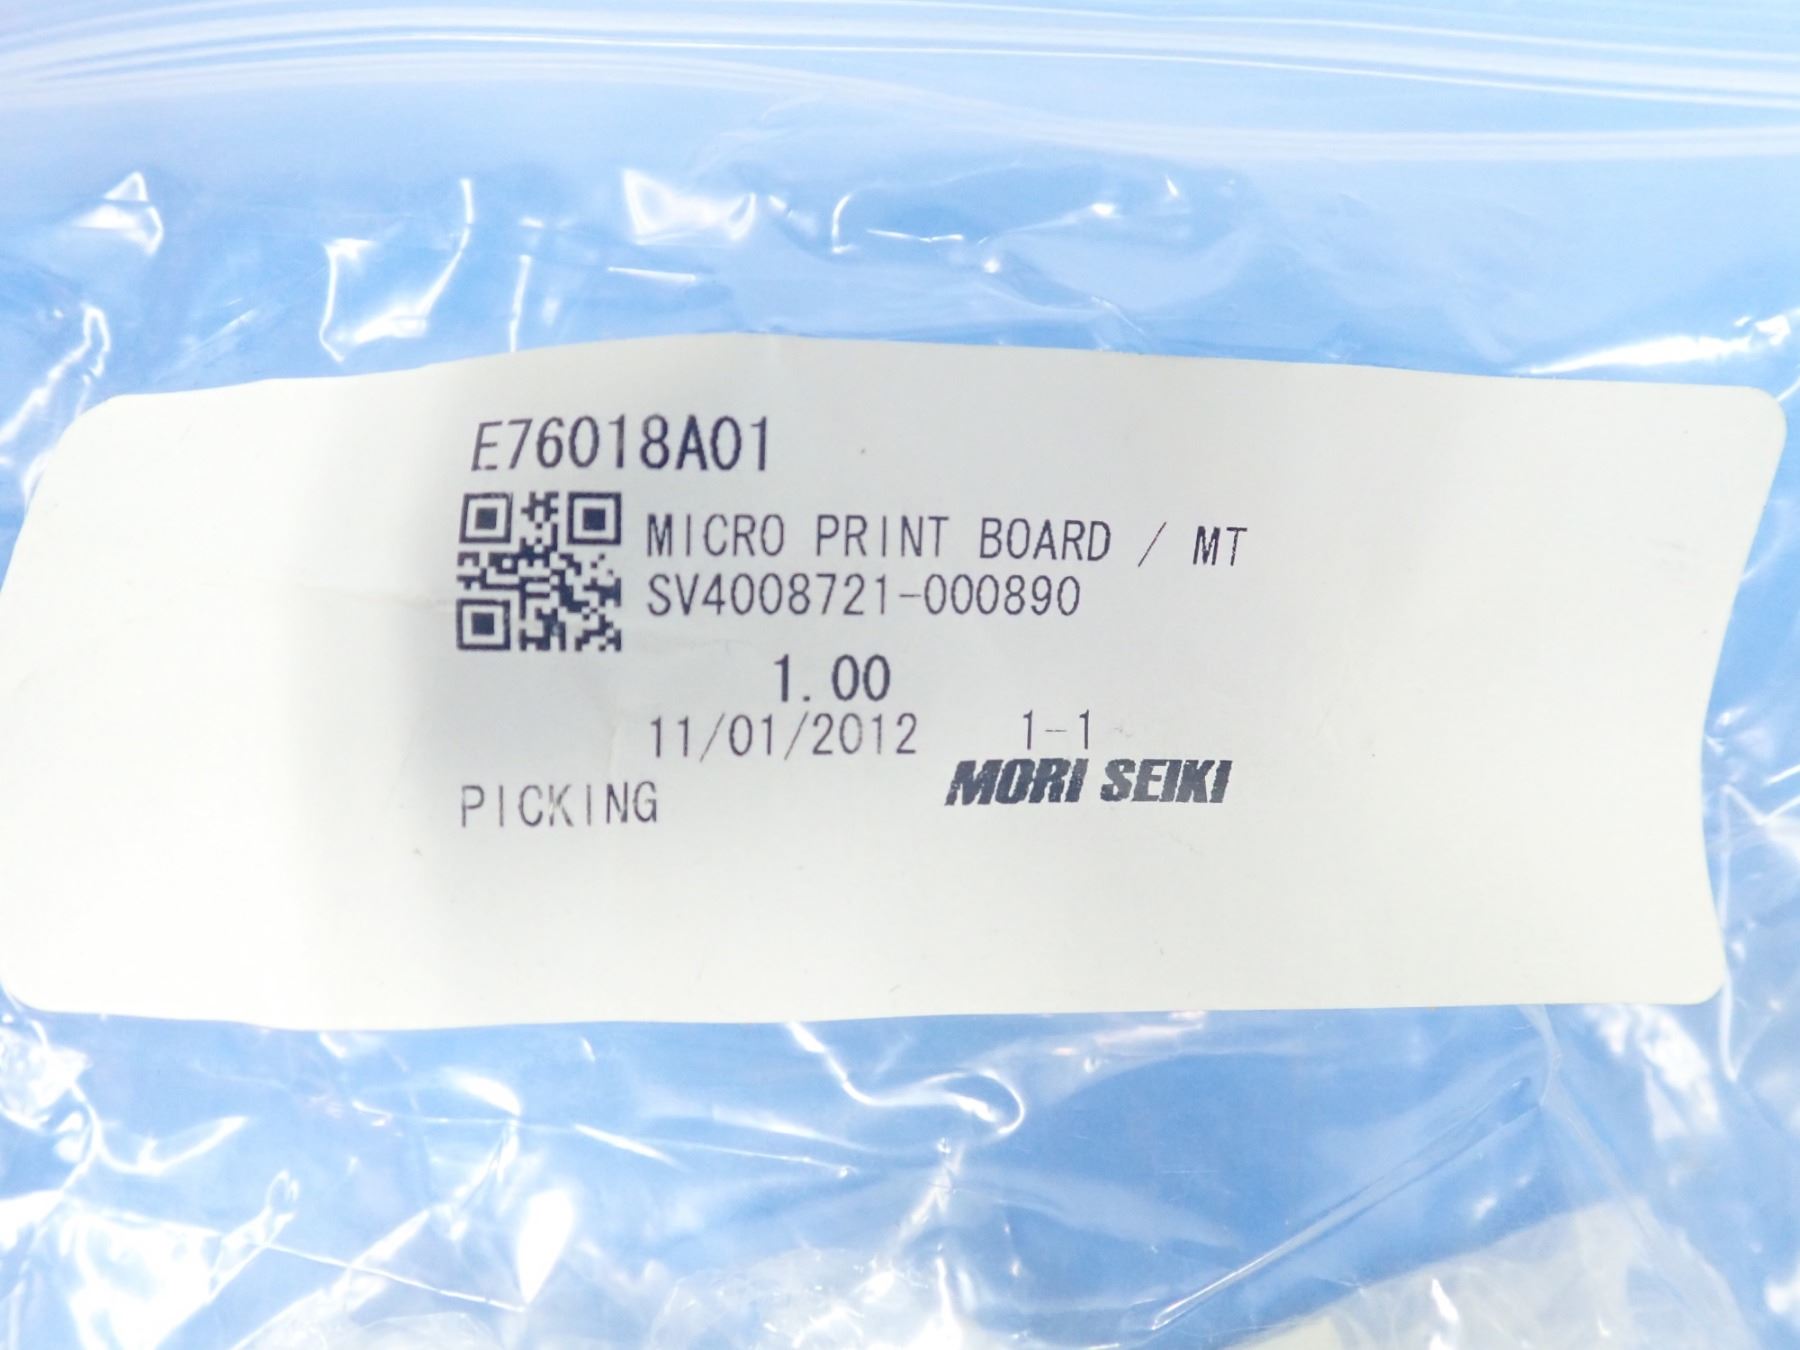 E76018A01
MICRO PRINT BOARD / MT
SV4008721-000890
1.00
11/01/2012 1-1
MORI SEIKI
PICKING